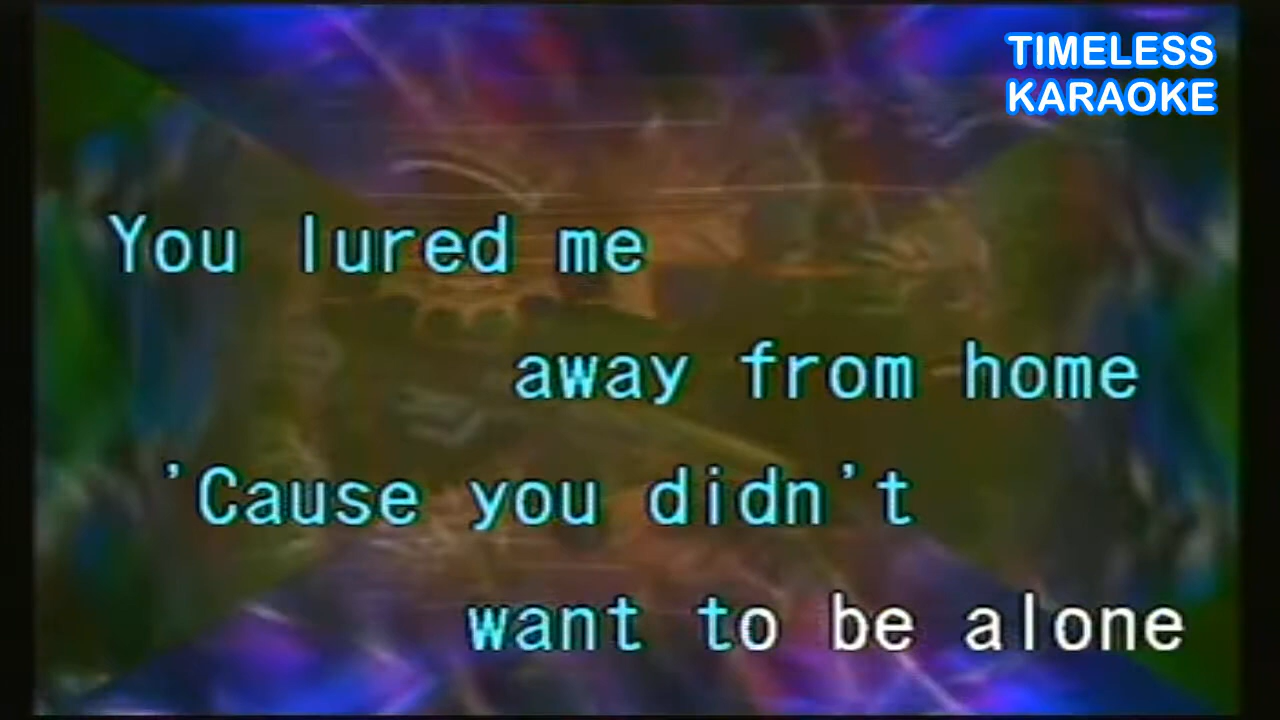 TIMELESS
KARAOKE
You lured me
away from home
'Cause you didn't
want to be alone